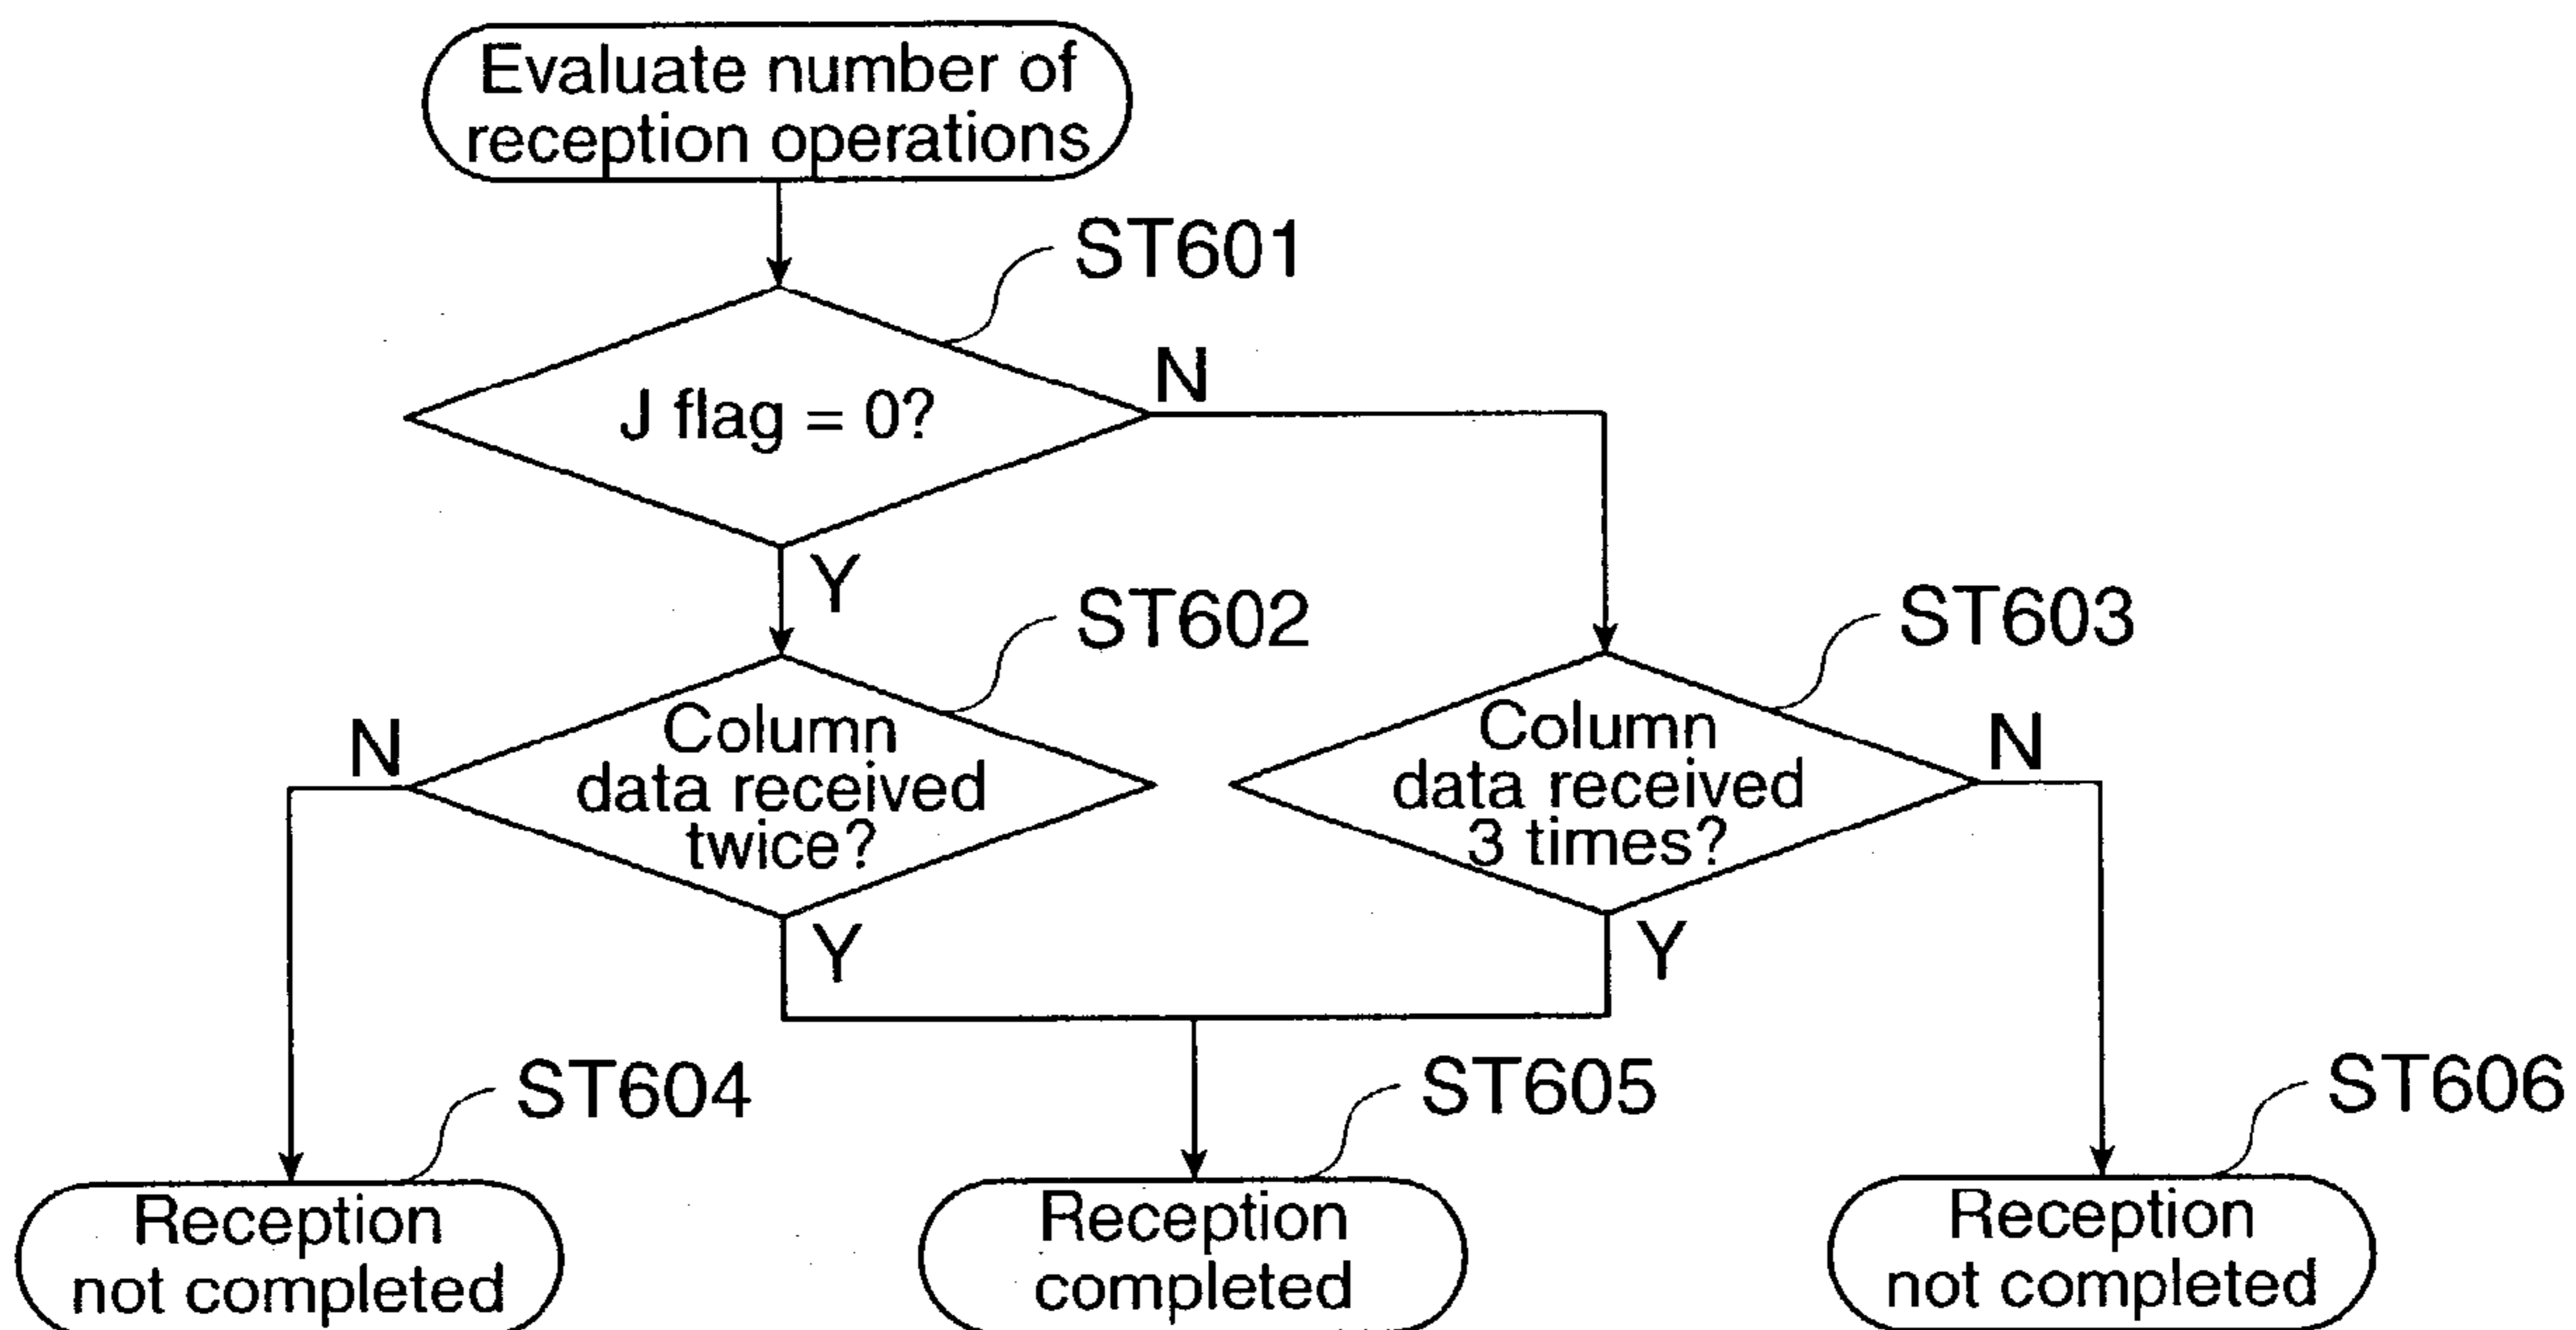 Evaluate number of
reception operations
ST601
J flag = 0?
N
Y
ST602
ST603
N
Column
data received
twice?
Column
data received
3 times?
N
Y
Y
ST604
ST605
ST606
Reception
not completed
Reception
completed
Reception
not completed